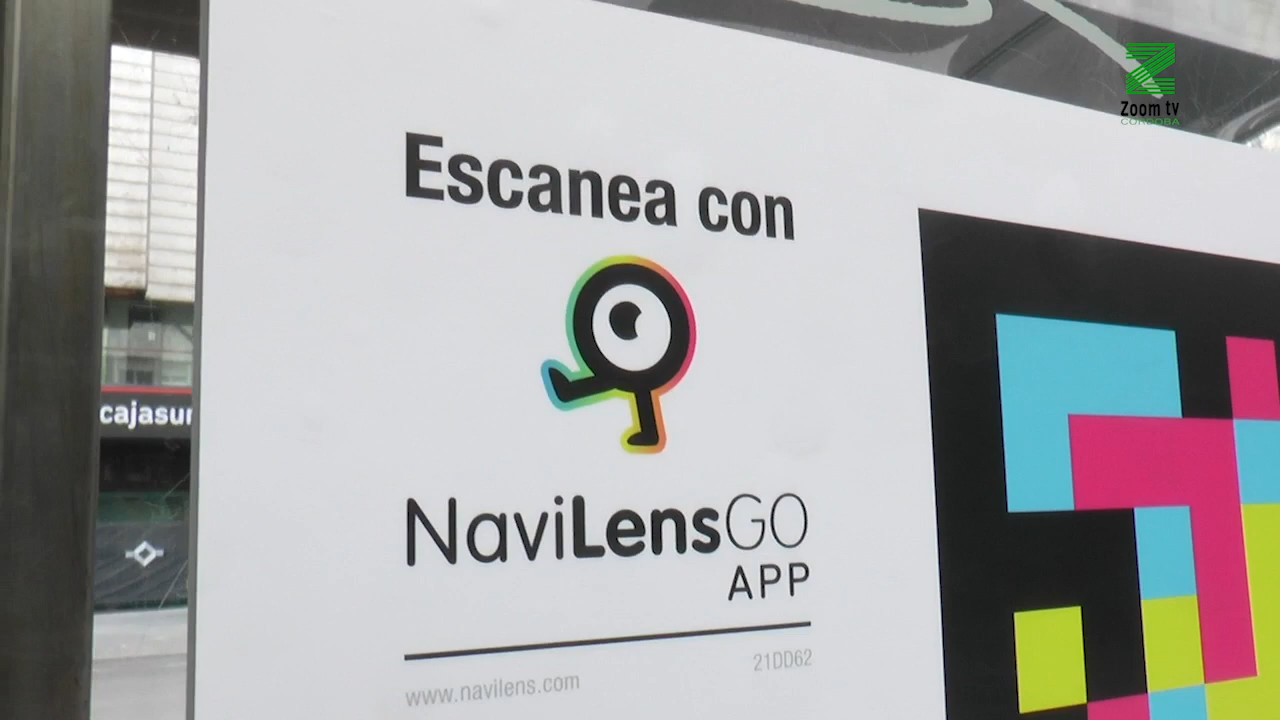 Zoom tv
CÓRDOBA
Escanea con
cajasur
NaviLensGO
APP
21DD62
www.navilens.com